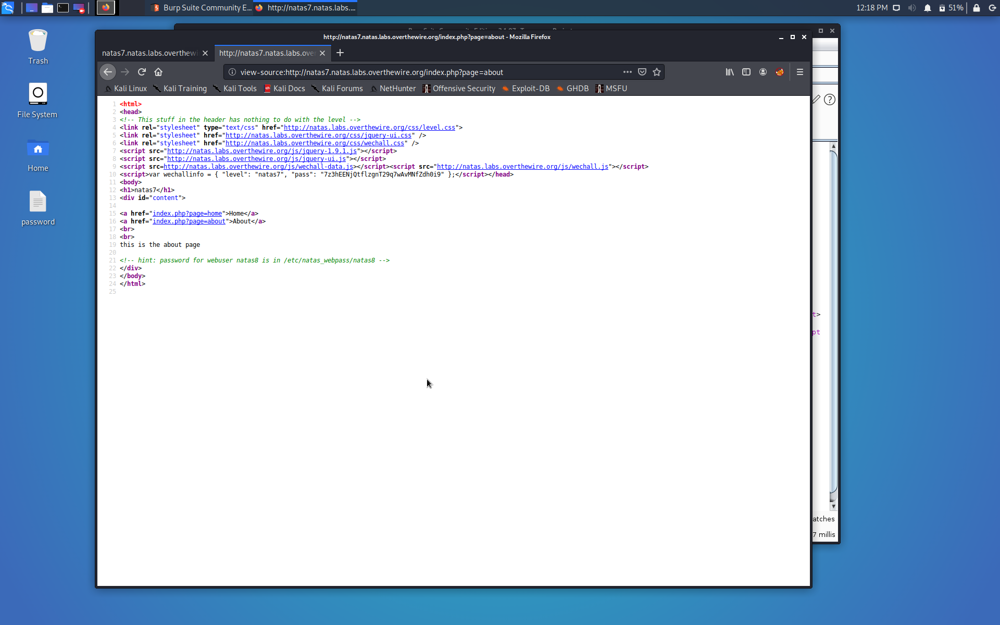 Burp Suite Community E...
http://natas7.natas.labs....
12:18 PM
51%
Trash
File System
Home
password
http://natas7.natas.labs.overthewire.org/index.php?page=about - Mozilla Firefox
natas7.natas.labs.overthewi
http://natas7.natas.labs.ove
view-source:http://natas7.natas.labs.overthewire.org/index.php?page=about
Kali Linux Kali Training Kali Tools Kali Docs Kali Forums NetHunter Offensive Security Exploit-DB GHDB MSFU
1 <html>
2 <head>
3 <!-- This stuff in the header has nothing to do with the level -->
4 <link rel="stylesheet" type="text/css" href="http://natas.labs.overthewire.org/css/level.css">
5 <link rel="stylesheet" href="http://natas.labs.overthewire.org/css/jquery-ui.css" />
6 <link rel="stylesheet" href="http://natas.labs.overthewire.org/css/wechall.css" />
7 <script src="http://natas.labs.overthewire.org/js/jquery-1.9.1.js"></script>
8 <script src="http://natas.labs.overthewire.org/js/jquery-ui.js"></script>
9 <script src=http://natas.labs.overthewire.org/js/wechall-data.js></script><script src="http://natas.labs.overthewire.org/js/wechall.js"></script>
10 <script>var wechallinfo = { "level": "natas7", "pass": "7z3hEENjQtflzgnT29q7wAvMNfZdh0i9" };</script></head>
11 <body>
12 <h1>natas7</h1>
13 <div id="content">
14
15 <a href="index.php?page=home">Home</a>
16 <a href="index.php?page=about">About</a>
17 <br>
18 <br>
19 this is the about page
20
21 <!-- hint: password for webuser natas8 is in /etc/natas_webpass/natas8 -->
22 </div>
23 </body>
24 </html>
25
t>
pt
atches
7 millis